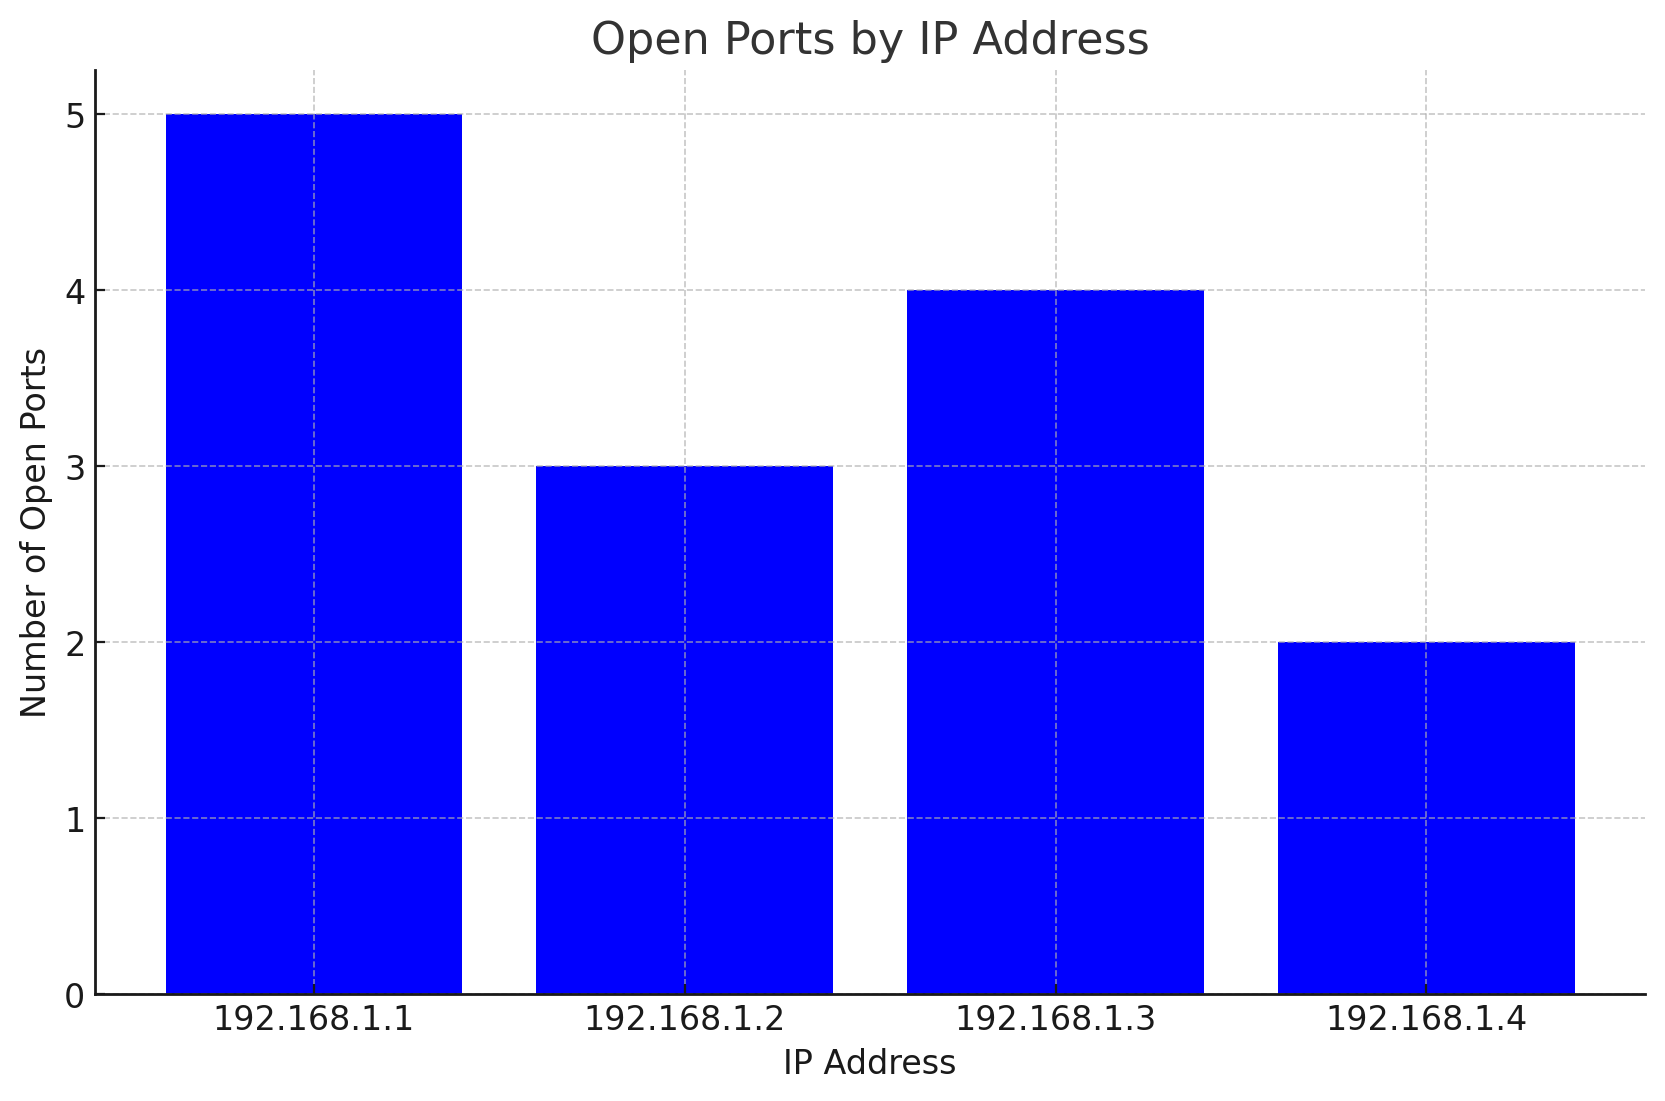 Open Ports by IP Address
Number of Open Ports
5
4
3
2
1
0
192.168.1.1 192.168.1.2 192.168.1.3 192.168.1.4
IP Address